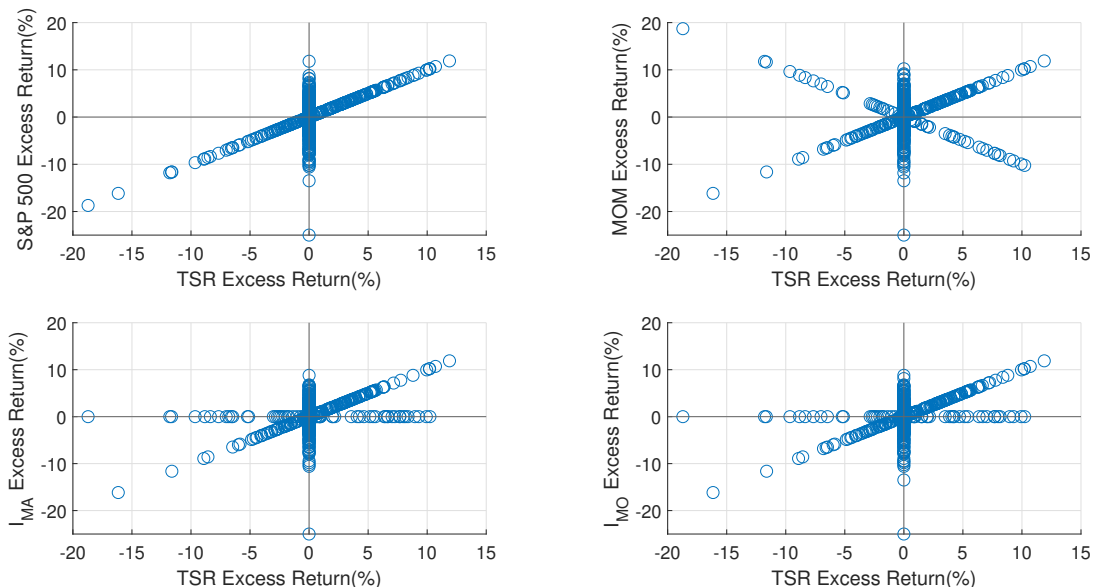 S&P 500 Excess Return(%)
20
10
0
-10
-20
-20 -15 -10 -5 0 5 10 15
TSR Excess Return(%)
MOM Excess Return(%)
20
10
0
-10
-20
-20 -15 -10 -5 0 5 10 15
TSR Excess Return(%)
I_MA Excess Return(%)
20
10
0
-10
-20
-20 -15 -10 -5 0 5 10 15
TSR Excess Return(%)
I_MO Excess Return(%)
20
10
0
-10
-20
-20 -15 -10 -5 0 5 10 15
TSR Excess Return(%)